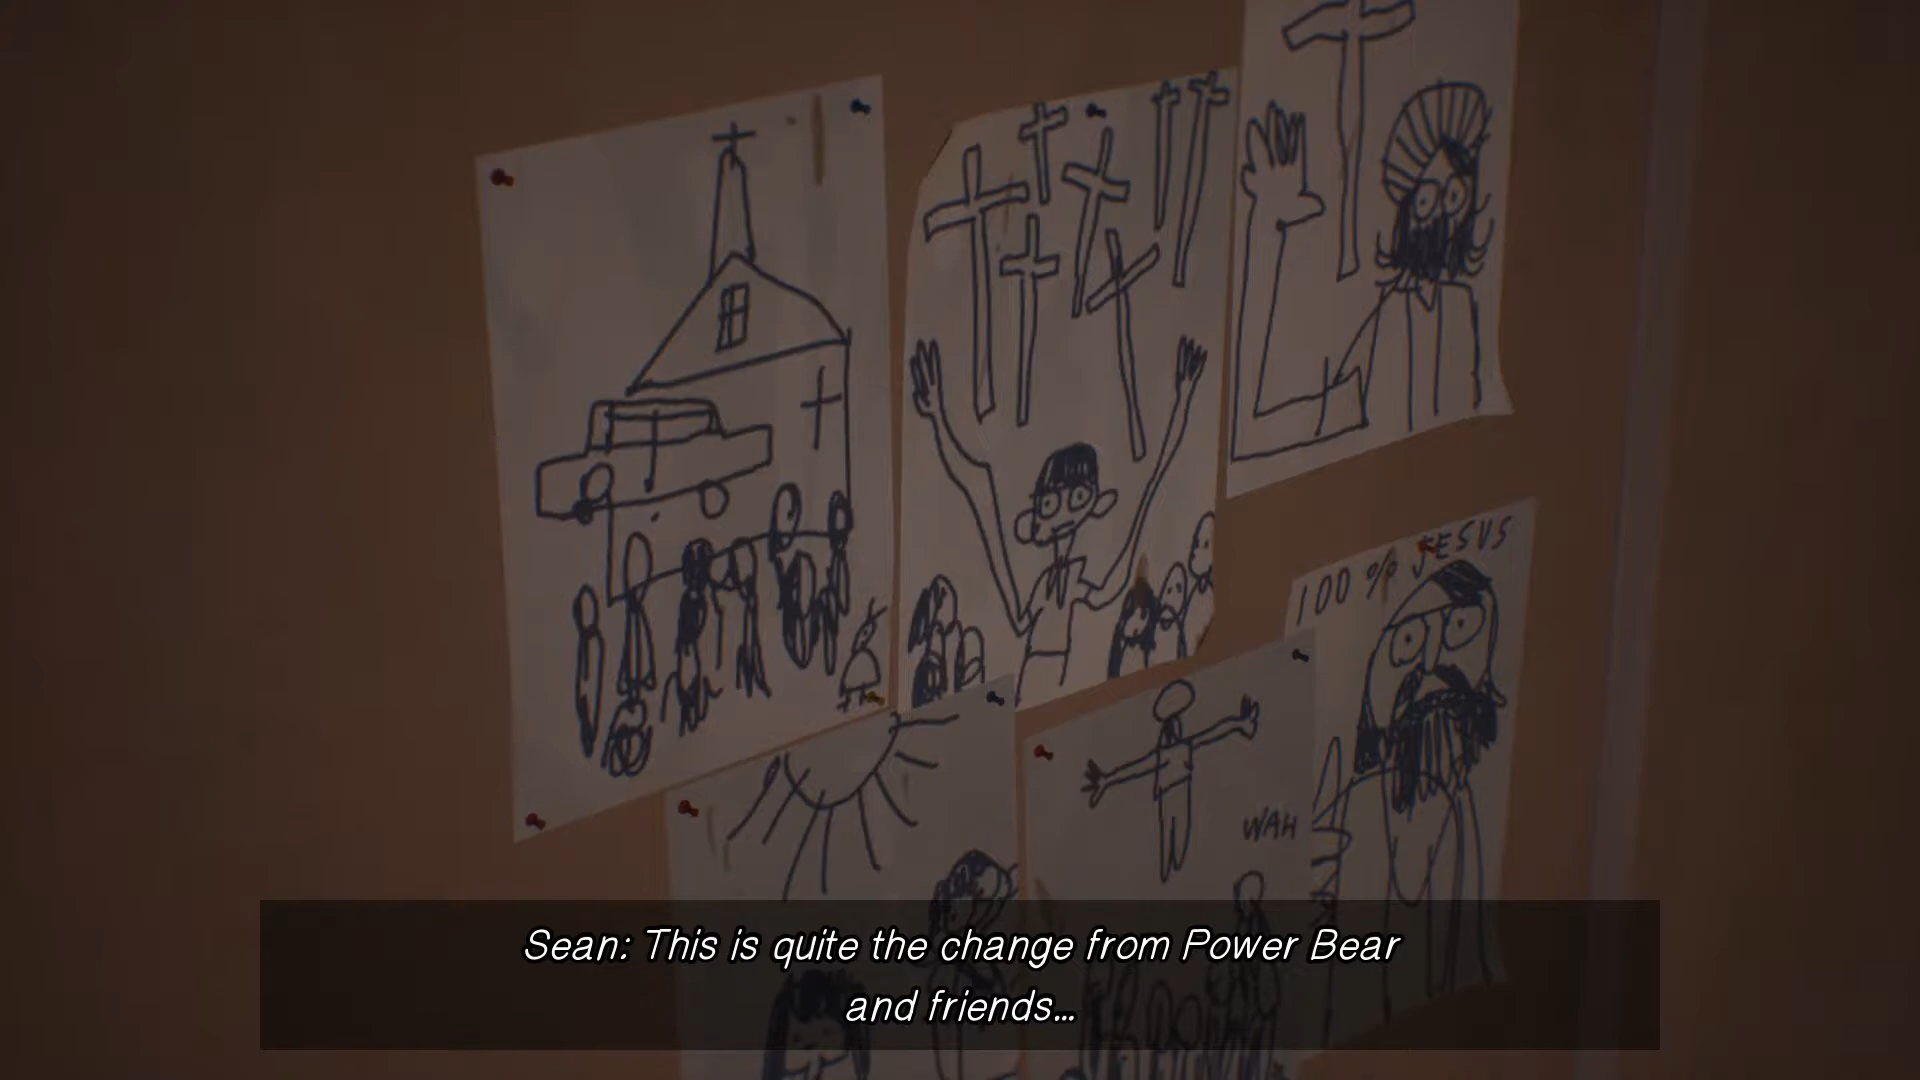 100% JESUS
WAH
Sean: This is quite the change from Power Bear
and friends...